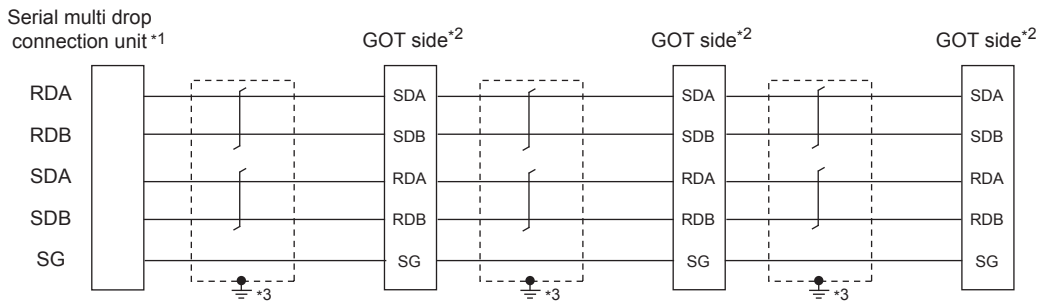 Serial multi drop
connection unit *1
GOT side*2
GOT side*2
GOT side*2
RDA SDA SDA SDA
RDB SDB SDB SDB
SDA RDA RDA RDA
SDB RDB RDB RDB
SG SG SG SG
*3 *3 *3